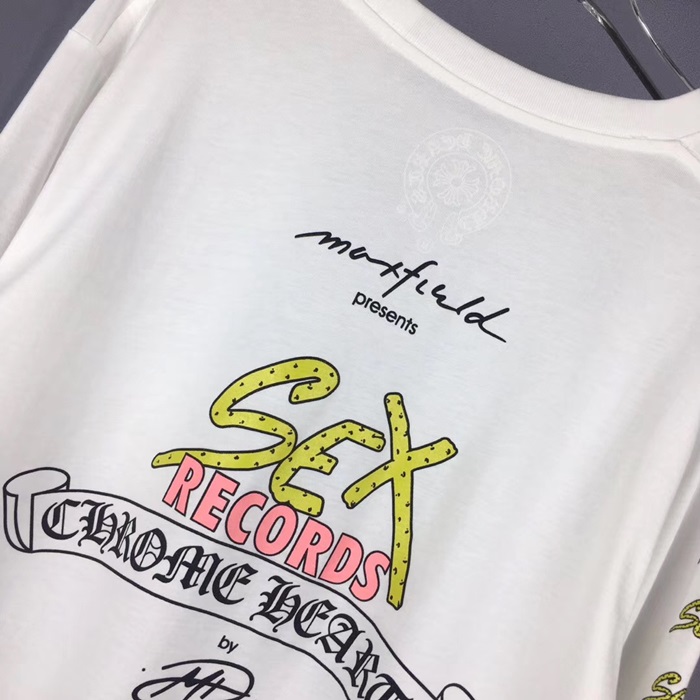 maxfield
presents
SEX
RECORDS
CHROME HEART
by